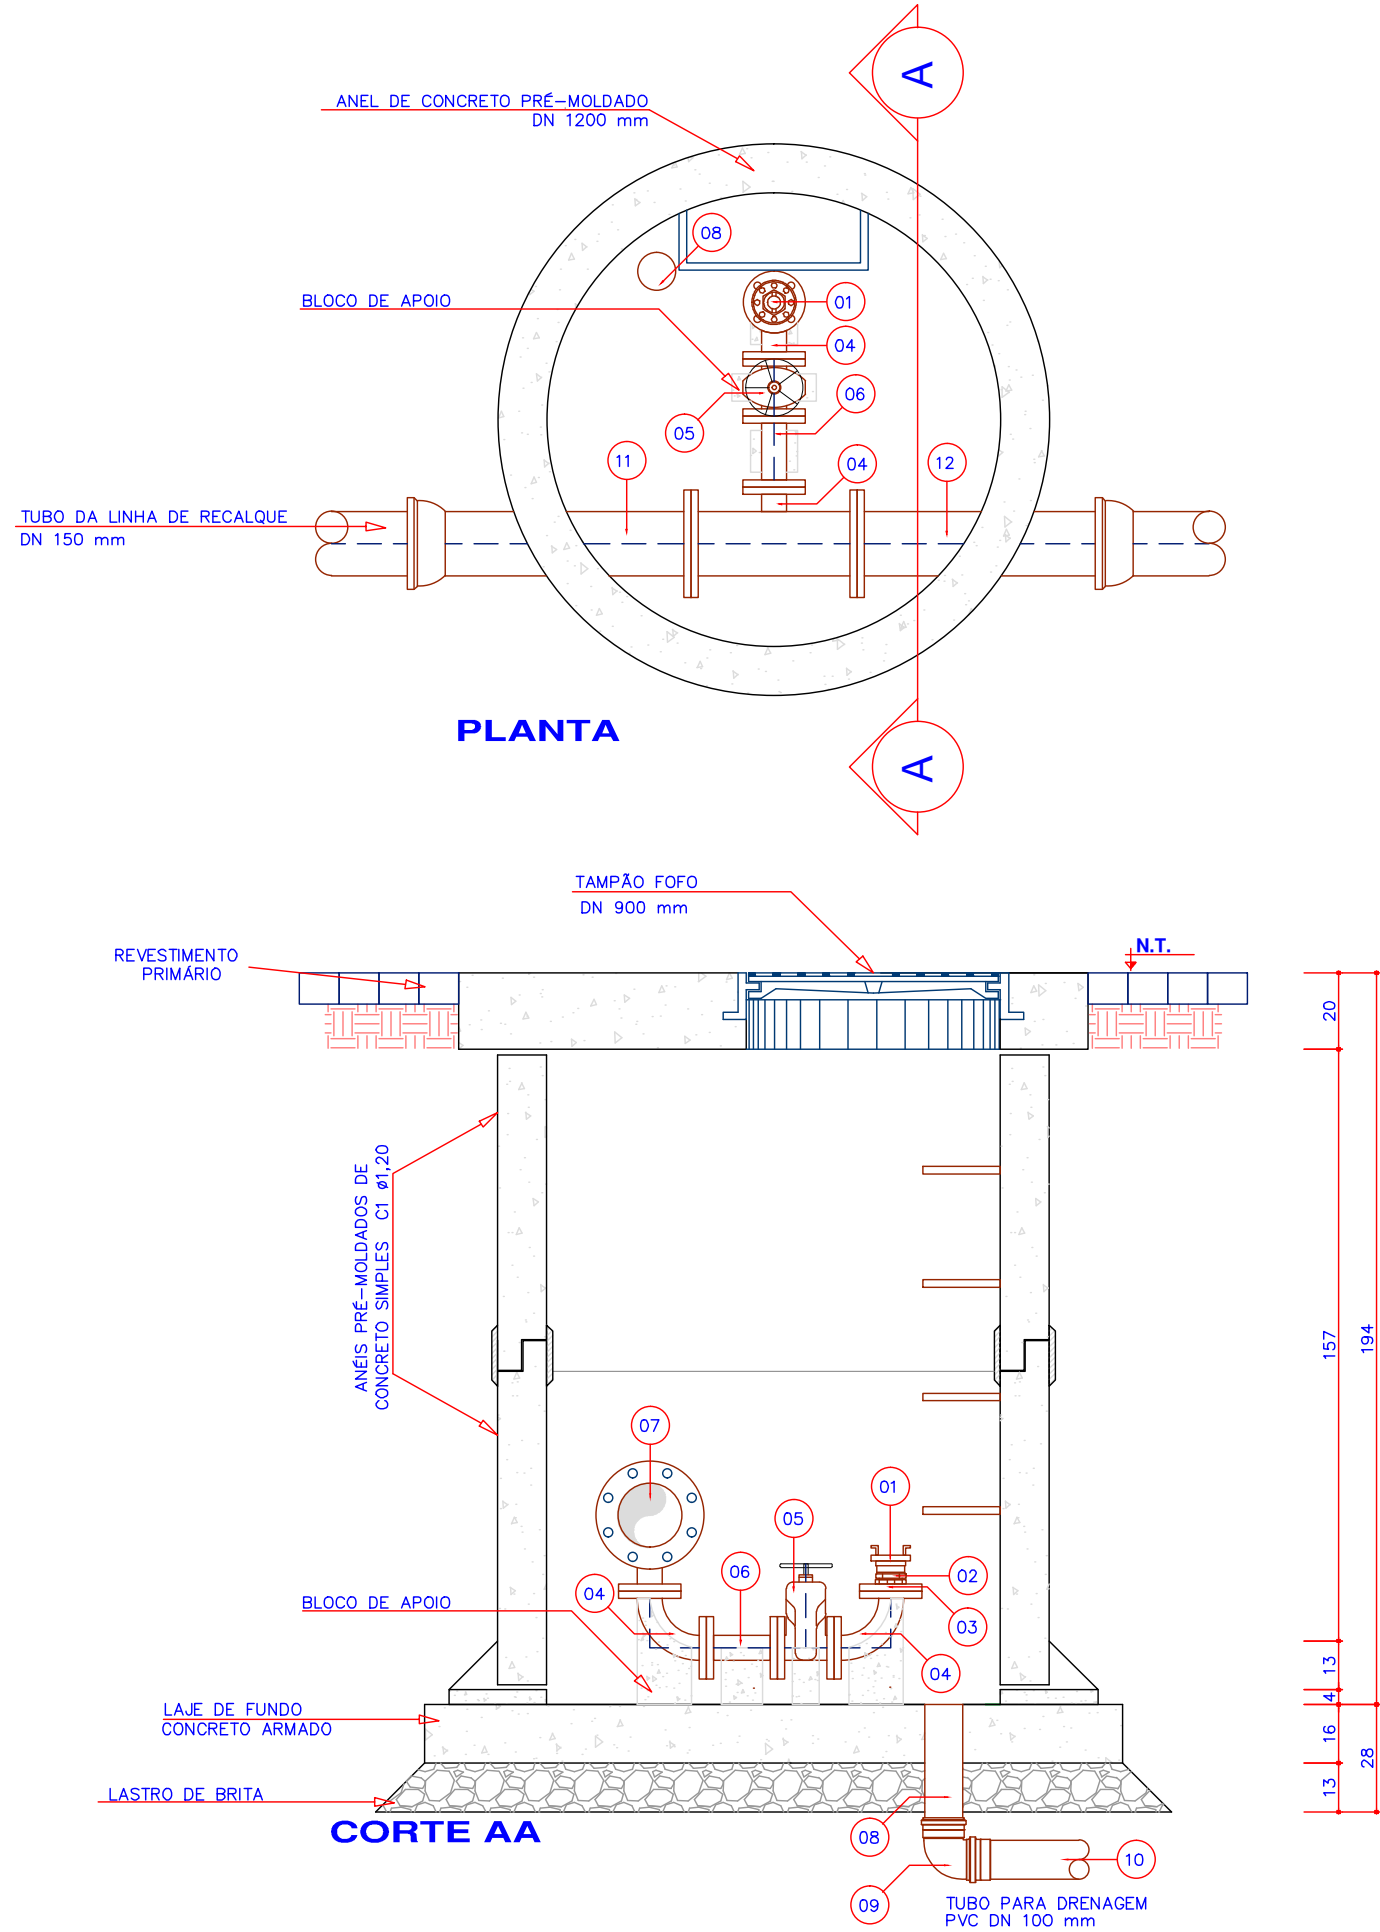 A
ANEL DE CONCRETO PRÉ-MOLDADO
DN 1200 mm
08
BLOCO DE APOIO
01
04
06
05
11
04
12
TUBO DA LINHA DE RECALQUE
DN 150 mm
PLANTA
A
TAMPÃO FOFO
DN 900 mm
REVESTIMENTO
PRIMÁRIO
N.T.
20
ANÉIS PRÉ-MOLDADOS DE
CONCRETO SIMPLES C1 ø1,20
157
194
07
01
05
06
02
04
BLOCO DE APOIO
03
04
13
4
LAJE DE FUNDO
CONCRETO ARMADO
16
28
LASTRO DE BRITA
13
CORTE AA
08
10
09
TUBO PARA DRENAGEM
PVC DN 100 mm